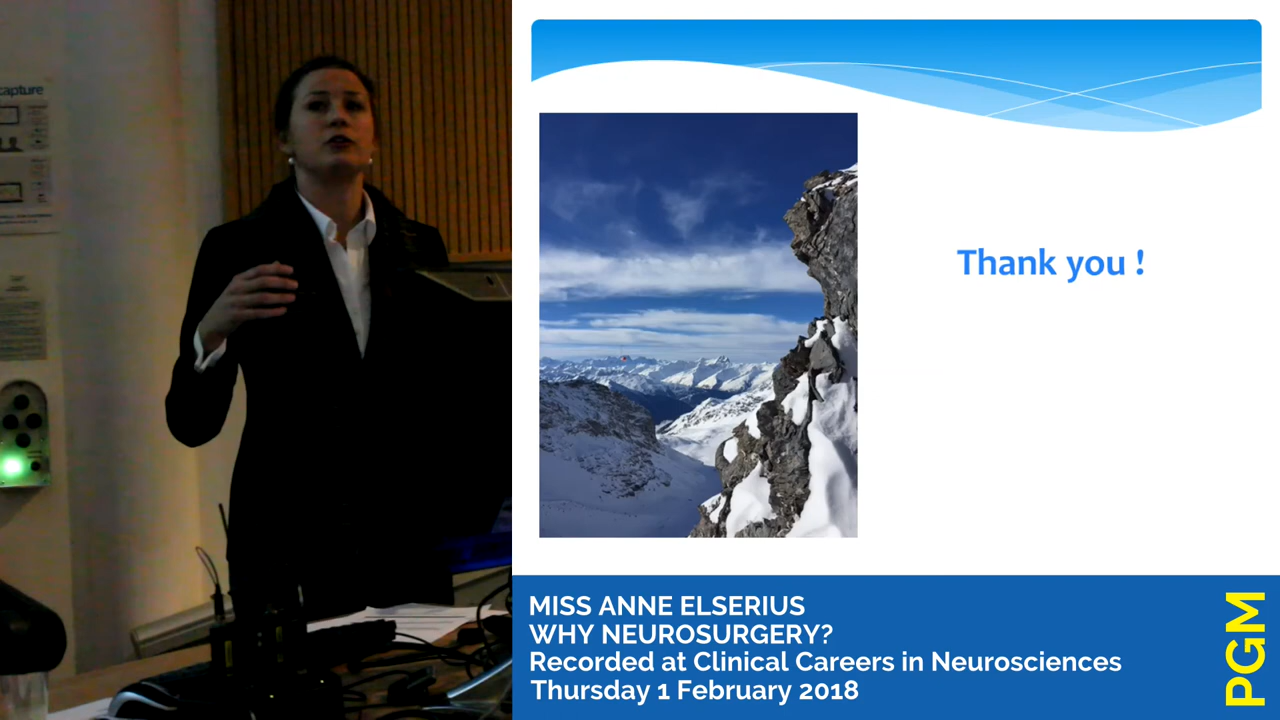 capture
Thank you !
MISS ANNE ELSERIUS
WHY NEUROSURGERY?
Recorded at Clinical Careers in Neurosciences
Thursday 1 February 2018
PGM